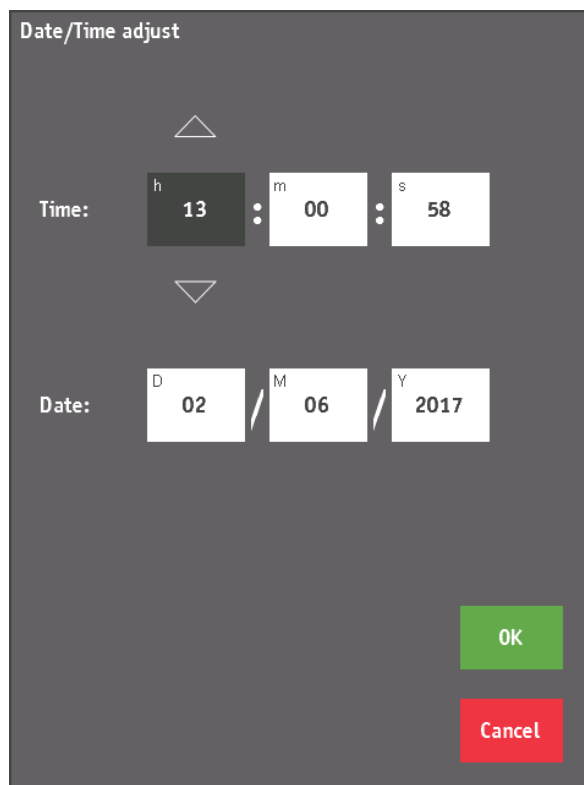 Date/Time adjust
h m s
Time: 13 : 00 : 58
D M Y
Date: 02 / 06 / 2017
OK
Cancel